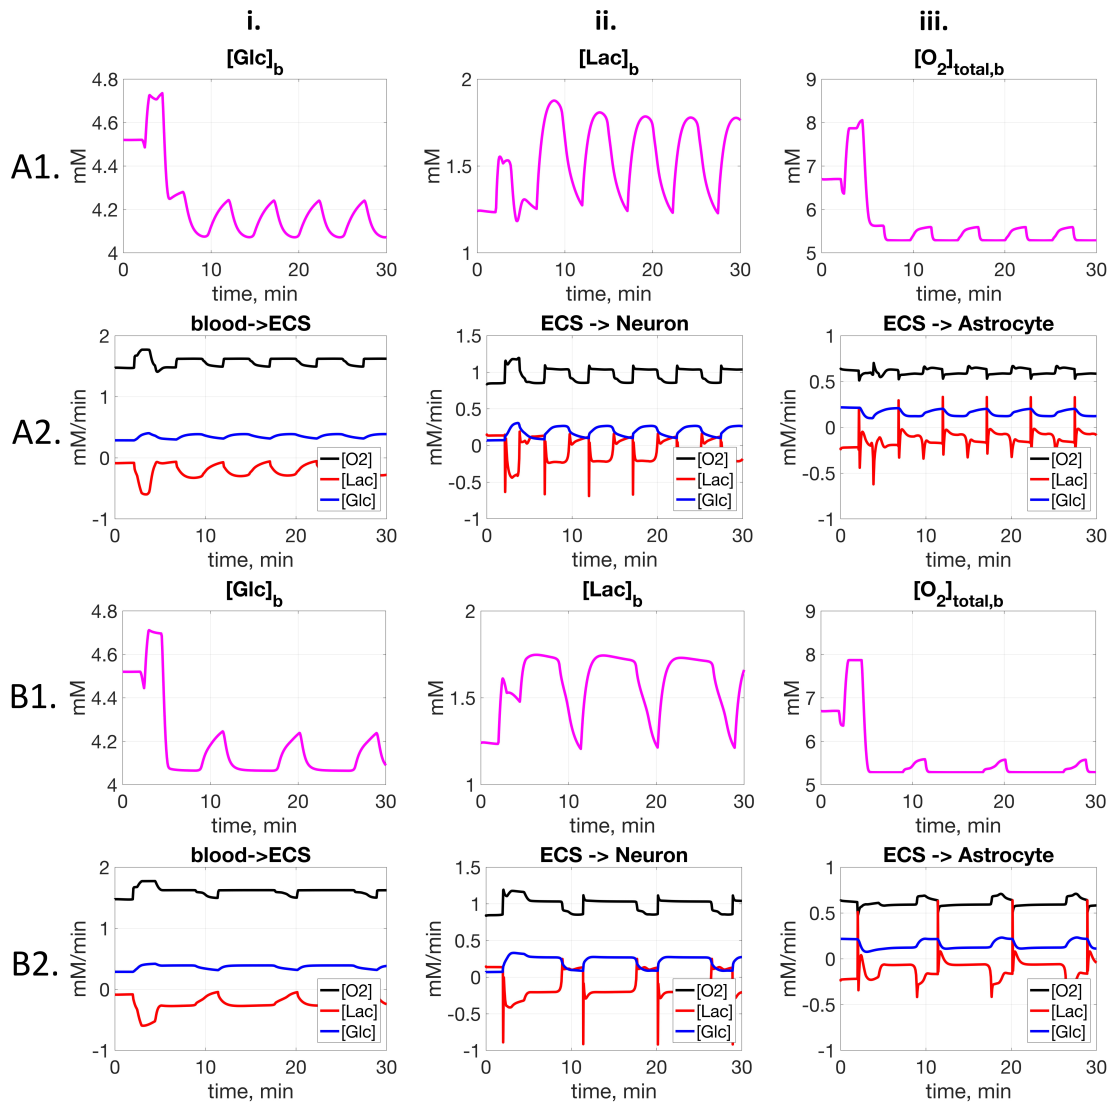 i. ii. iii.
[Glc]b [Lac]b [O2]total,b
A1.
mM
4.8
4.6
4.4
4.2
4
0 10 20 30
time, min
mM
2
1.5
1
0 10 20 30
time, min
mM
9
8
7
6
5
0 10 20 30
time, min
blood->ECS ECS -> Neuron ECS -> Astrocyte
A2.
mM/min
2
1
0
-1
0 10 20 30
time, min
[O2]
[Lac]
[Glc]
1.5
1
0.5
0
-0.5
-1
0 10 20 30
time, min
[O2]
[Lac]
[Glc]
1
0.5
0
-0.5
-1
0 10 20 30
time, min
[O2]
[Lac]
[Glc]
[Glc]b [Lac]b [O2]total,b
B1.
mM
4.8
4.6
4.4
4.2
4
0 10 20 30
time, min
mM
2
1.5
1
0 10 20 30
time, min
mM
9
8
7
6
5
0 10 20 30
time, min
blood->ECS ECS -> Neuron ECS -> Astrocyte
B2.
mM/min
2
1
0
-1
0 10 20 30
time, min
[O2]
[Lac]
[Glc]
1.5
1
0.5
0
-0.5
-1
0 10 20 30
time, min
[O2]
[Lac]
[Glc]
1
0.5
0
-0.5
-1
0 10 20 30
time, min
[O2]
[Lac]
[Glc]